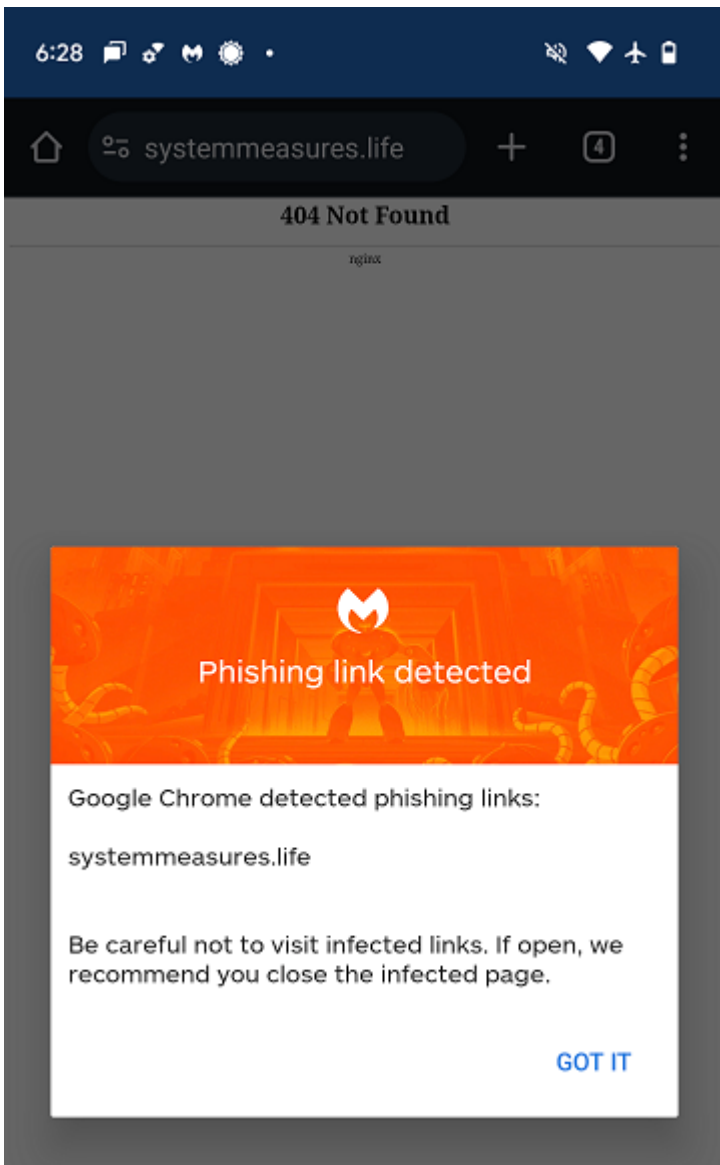 6:28
systemmeasures.life
4
404 Not Found
nginx
Phishing link detected
Google Chrome detected phishing links:
systemmeasures.life
Be careful not to visit infected links. If open, we
recommend you close the infected page.
GOT IT